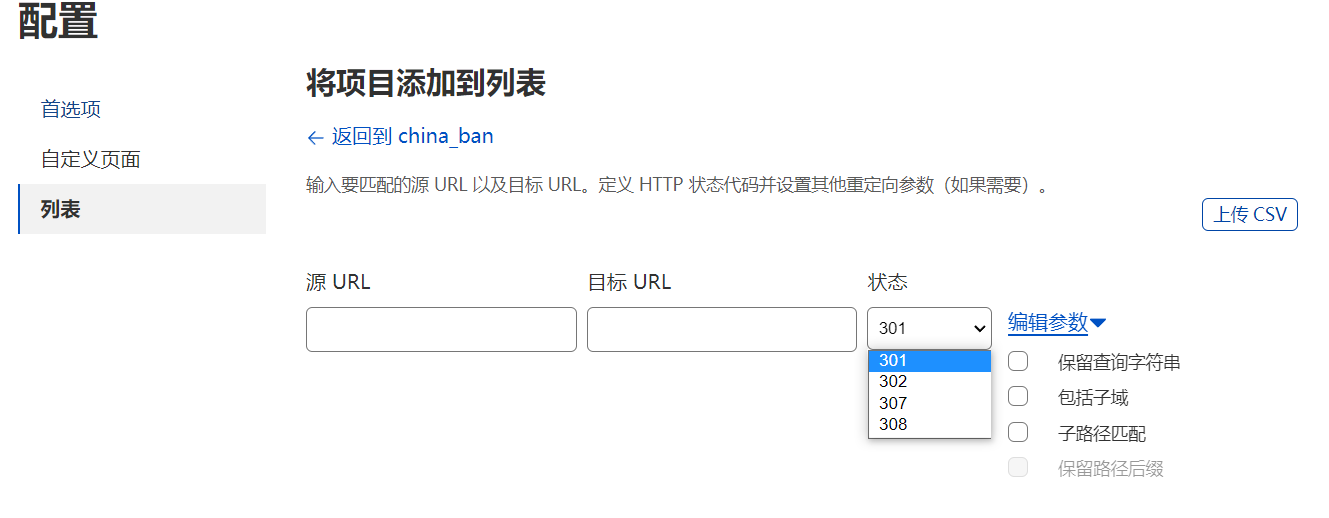 配置
首选项
自定义页面
列表
将项目添加到列表
← 返回到 china_ban
输入要匹配的源 URL 以及目标 URL。定义 HTTP 状态代码并设置其他重定向参数（如果需要）。
上传 CSV
源 URL
目标 URL
状态
301
编辑参数
301
302
307
308
保留查询字符串
包括子域
子路径匹配
保留路径后缀